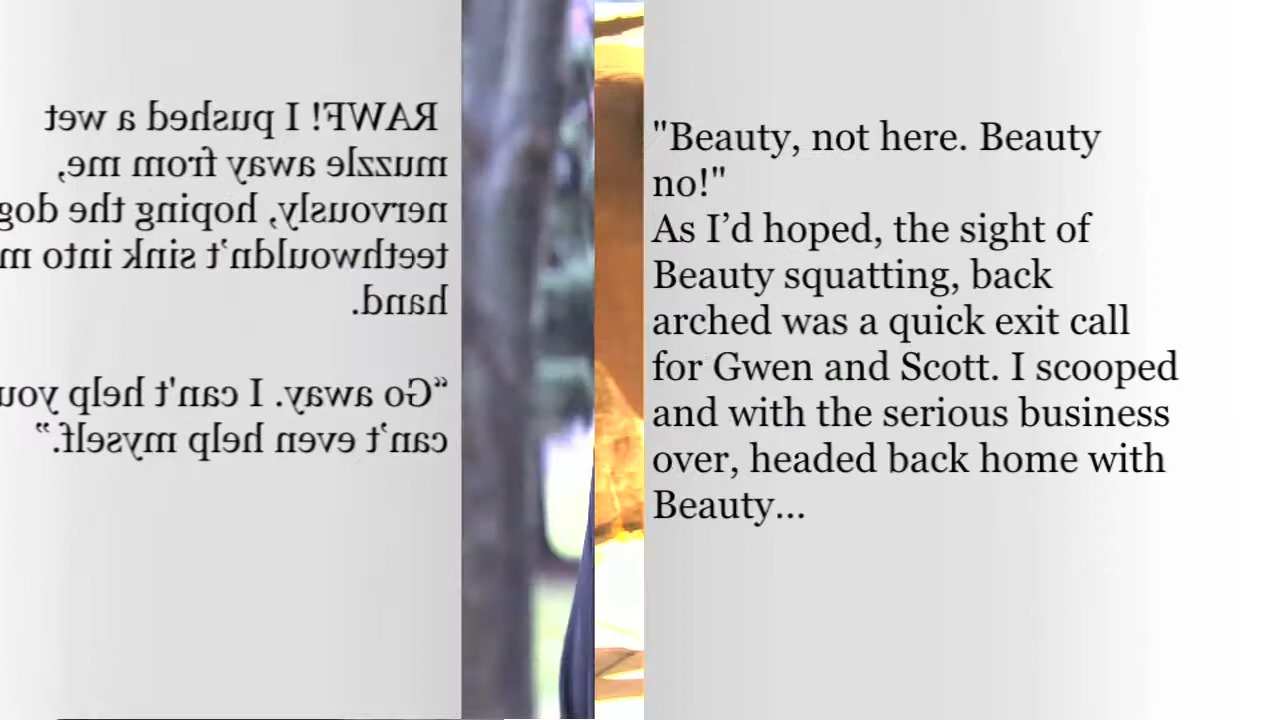 RAWF! I pushed a wet
muzzle away from me,
nervously, hoping the dog
teethwouldn't sink into m
hand.
“Go away. I can't help you
can't even help myself.”
"Beauty, not here. Beauty
no!"
As I’d hoped, the sight of
Beauty squatting, back
arched was a quick exit call
for Gwen and Scott. I scooped
and with the serious business
over, headed back home with
Beauty...